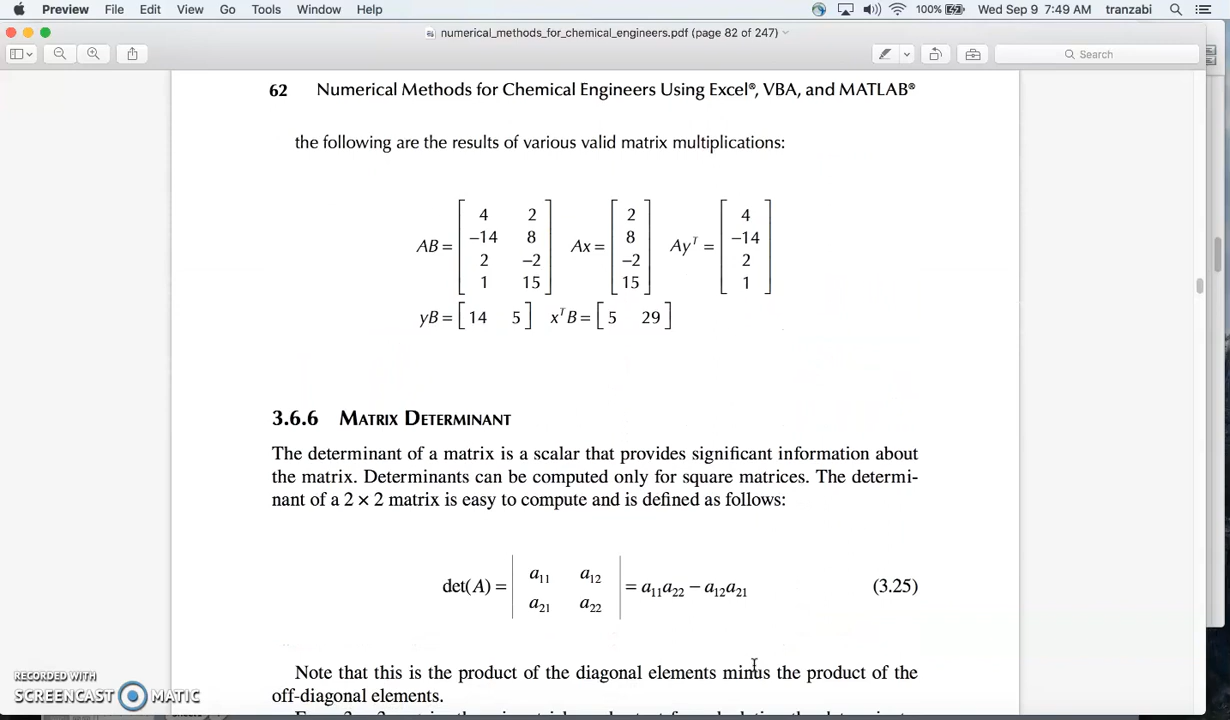 Preview File Edit View Go Tools Window Help 100% Wed Sep 9 7:49 AM tranzabi
numerical_methods_for_chemical_engineers.pdf (page 82 of 247)
Search
62 Numerical Methods for Chemical Engineers Using Excel®, VBA, and MATLAB®
the following are the results of various valid matrix multiplications:
4 2 2 4
-14 8 8 -14
AB = Ax = Ayᵀ =
2 -2 -2 2
1 15 15 1
yB = [ 14 5 ] xᵀB = [ 5 29 ]
3.6.6 MATRIX DETERMINANT
The determinant of a matrix is a scalar that provides significant information about
the matrix. Determinants can be computed only for square matrices. The determi-
nant of a 2 × 2 matrix is easy to compute and is defined as follows:
a₁₁ a₁₂
det(A) = = a₁₁a₂₂ − a₁₂a₂₁ (3.25)
a₂₁ a₂₂
Note that this is the product of the diagonal elements minus the product of the
off-diagonal elements.
RECORDED WITH
SCREENCAST MATIC